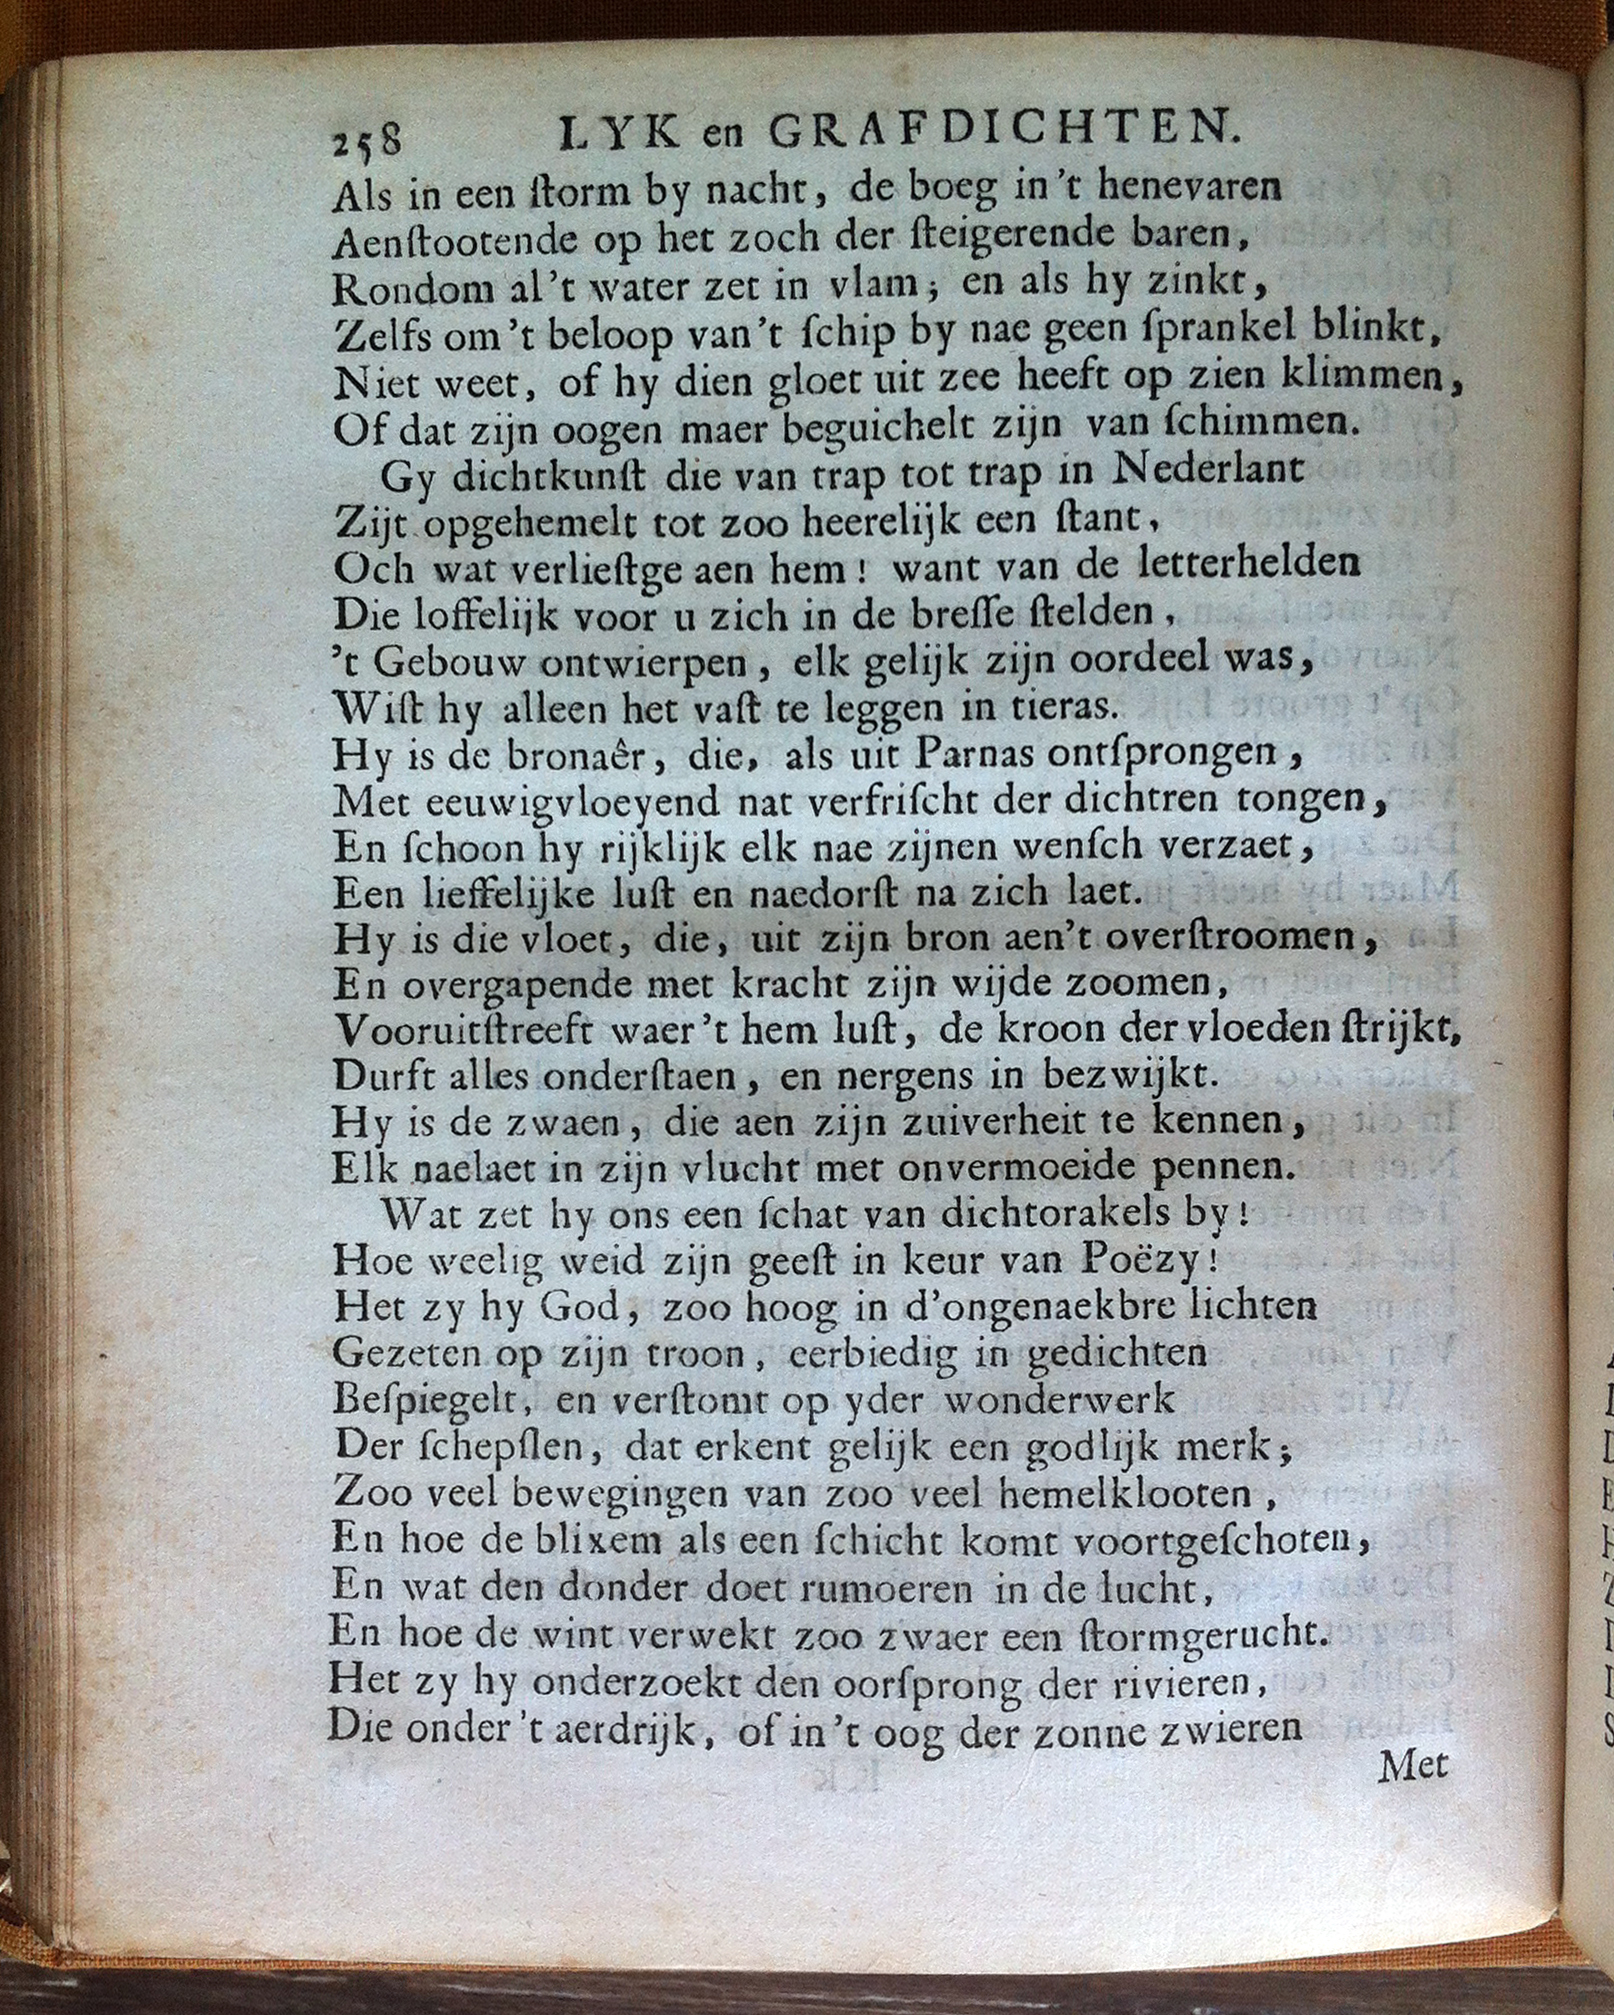 258 LYK en GRAFDICHTEN.
Als in een ſtorm by nacht, de boeg in 't henevaren
Aenſtootende op het zoch der ſteigerende baren,
Rondom al't water zet in vlam; en als hy zinkt,
Zelfs om 't beloop van't ſchip by nae geen ſprankel blinkt,
Niet weet, of hy dien gloet uit zee heeft op zien klimmen,
Of dat zijn oogen maer beguichelt zijn van ſchimmen.
Gy dichtkunſt die van trap tot trap in Nederlant
Zijt opgehemelt tot zoo heerelijk een ſtant,
Och wat verlieſtge aen hem! want van de letterhelden
Die loffelijk voor u zich in de breſſe ſtelden,
't Gebouw ontwierpen, elk gelijk zijn oordeel was,
Wiſt hy alleen het vaſt te leggen in tieras.
Hy is de bronaêr, die, als uit Parnas ontſprongen,
Met eeuwigvloeyend nat verfriſcht der dichtren tongen,
En ſchoon hy rijklijk elk nae zijnen wenſch verzaet,
Een lieffelijke luſt en naedorſt na zich laet.
Hy is die vloet, die, uit zijn bron aen't overſtroomen,
En overgapende met kracht zijn wijde zoomen,
Vooruitſtreeft waer 't hem luſt, de kroon der vloeden ſtrijkt,
Durft alles onderſtaen, en nergens in bezwijkt.
Hy is de zwaen, die aen zijn zuiverheit te kennen,
Elk naelaet in zijn vlucht met onvermoeide pennen.
Wat zet hy ons een ſchat van dichtorakels by!
Hoe weelig weid zijn geeſt in keur van Poëzy!
Het zy hy God, zoo hoog in d'ongenaekbre lichten
Gezeten op zijn troon, eerbiedig in gedichten
Beſpiegelt, en verſtomt op yder wonderwerk
Der ſchepſlen, dat erkent gelijk een godlijk merk;
Zoo veel bewegingen van zoo veel hemelklooten,
En hoe de blixem als een ſchicht komt voortgeſchoten,
En wat den donder doet rumoeren in de lucht,
En hoe de wint verwekt zoo zwaer een ſtormgerucht.
Het zy hy onderzoekt den oorſprong der rivieren,
Die onder 't aerdrijk, of in 't oog der zonne zwieren
Met